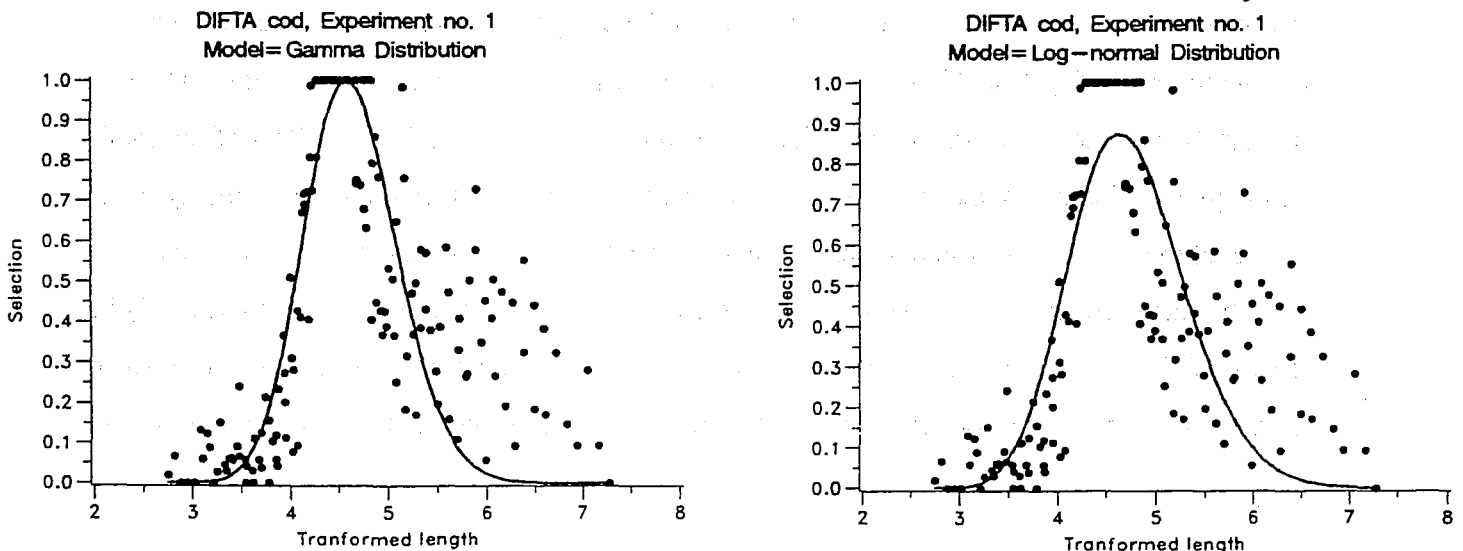 DIFTA cod, Experiment no. 1
Model=Gamma Distribution
1.0
0.9
0.8
0.7
0.6
0.5
0.4
0.3
0.2
0.1
0.0
Selection
2 3 4 5 6 7 8
Tranformed length
DIFTA cod, Experiment no. 1
Model=Log-normal Distribution
1.0
0.9
0.8
0.7
0.6
0.5
0.4
0.3
0.2
0.1
0.0
Selection
2 3 4 5 6 7 8
Tranformed length